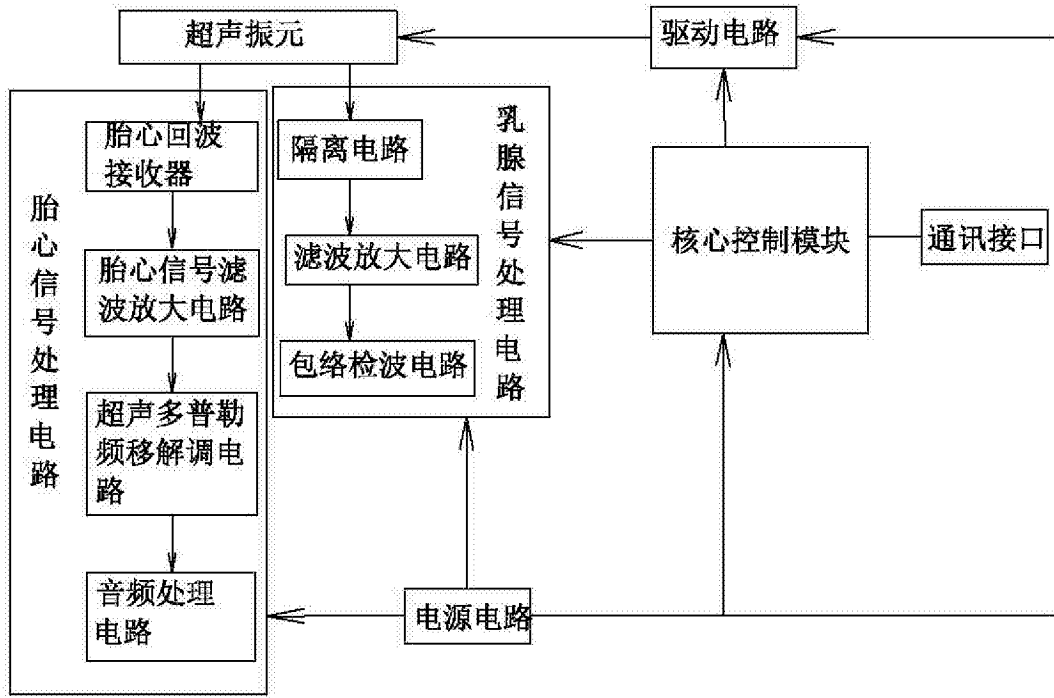 超声振元
驱动电路
胎心信号处理电路
胎心回波
接收器
胎心信号滤
波放大电路
超声多普勒
频移解调电
路
音频处理
电路
乳腺信号处理电路
隔离电路
滤波放大电路
包络检波电路
核心控制模块
通讯接口
电源电路